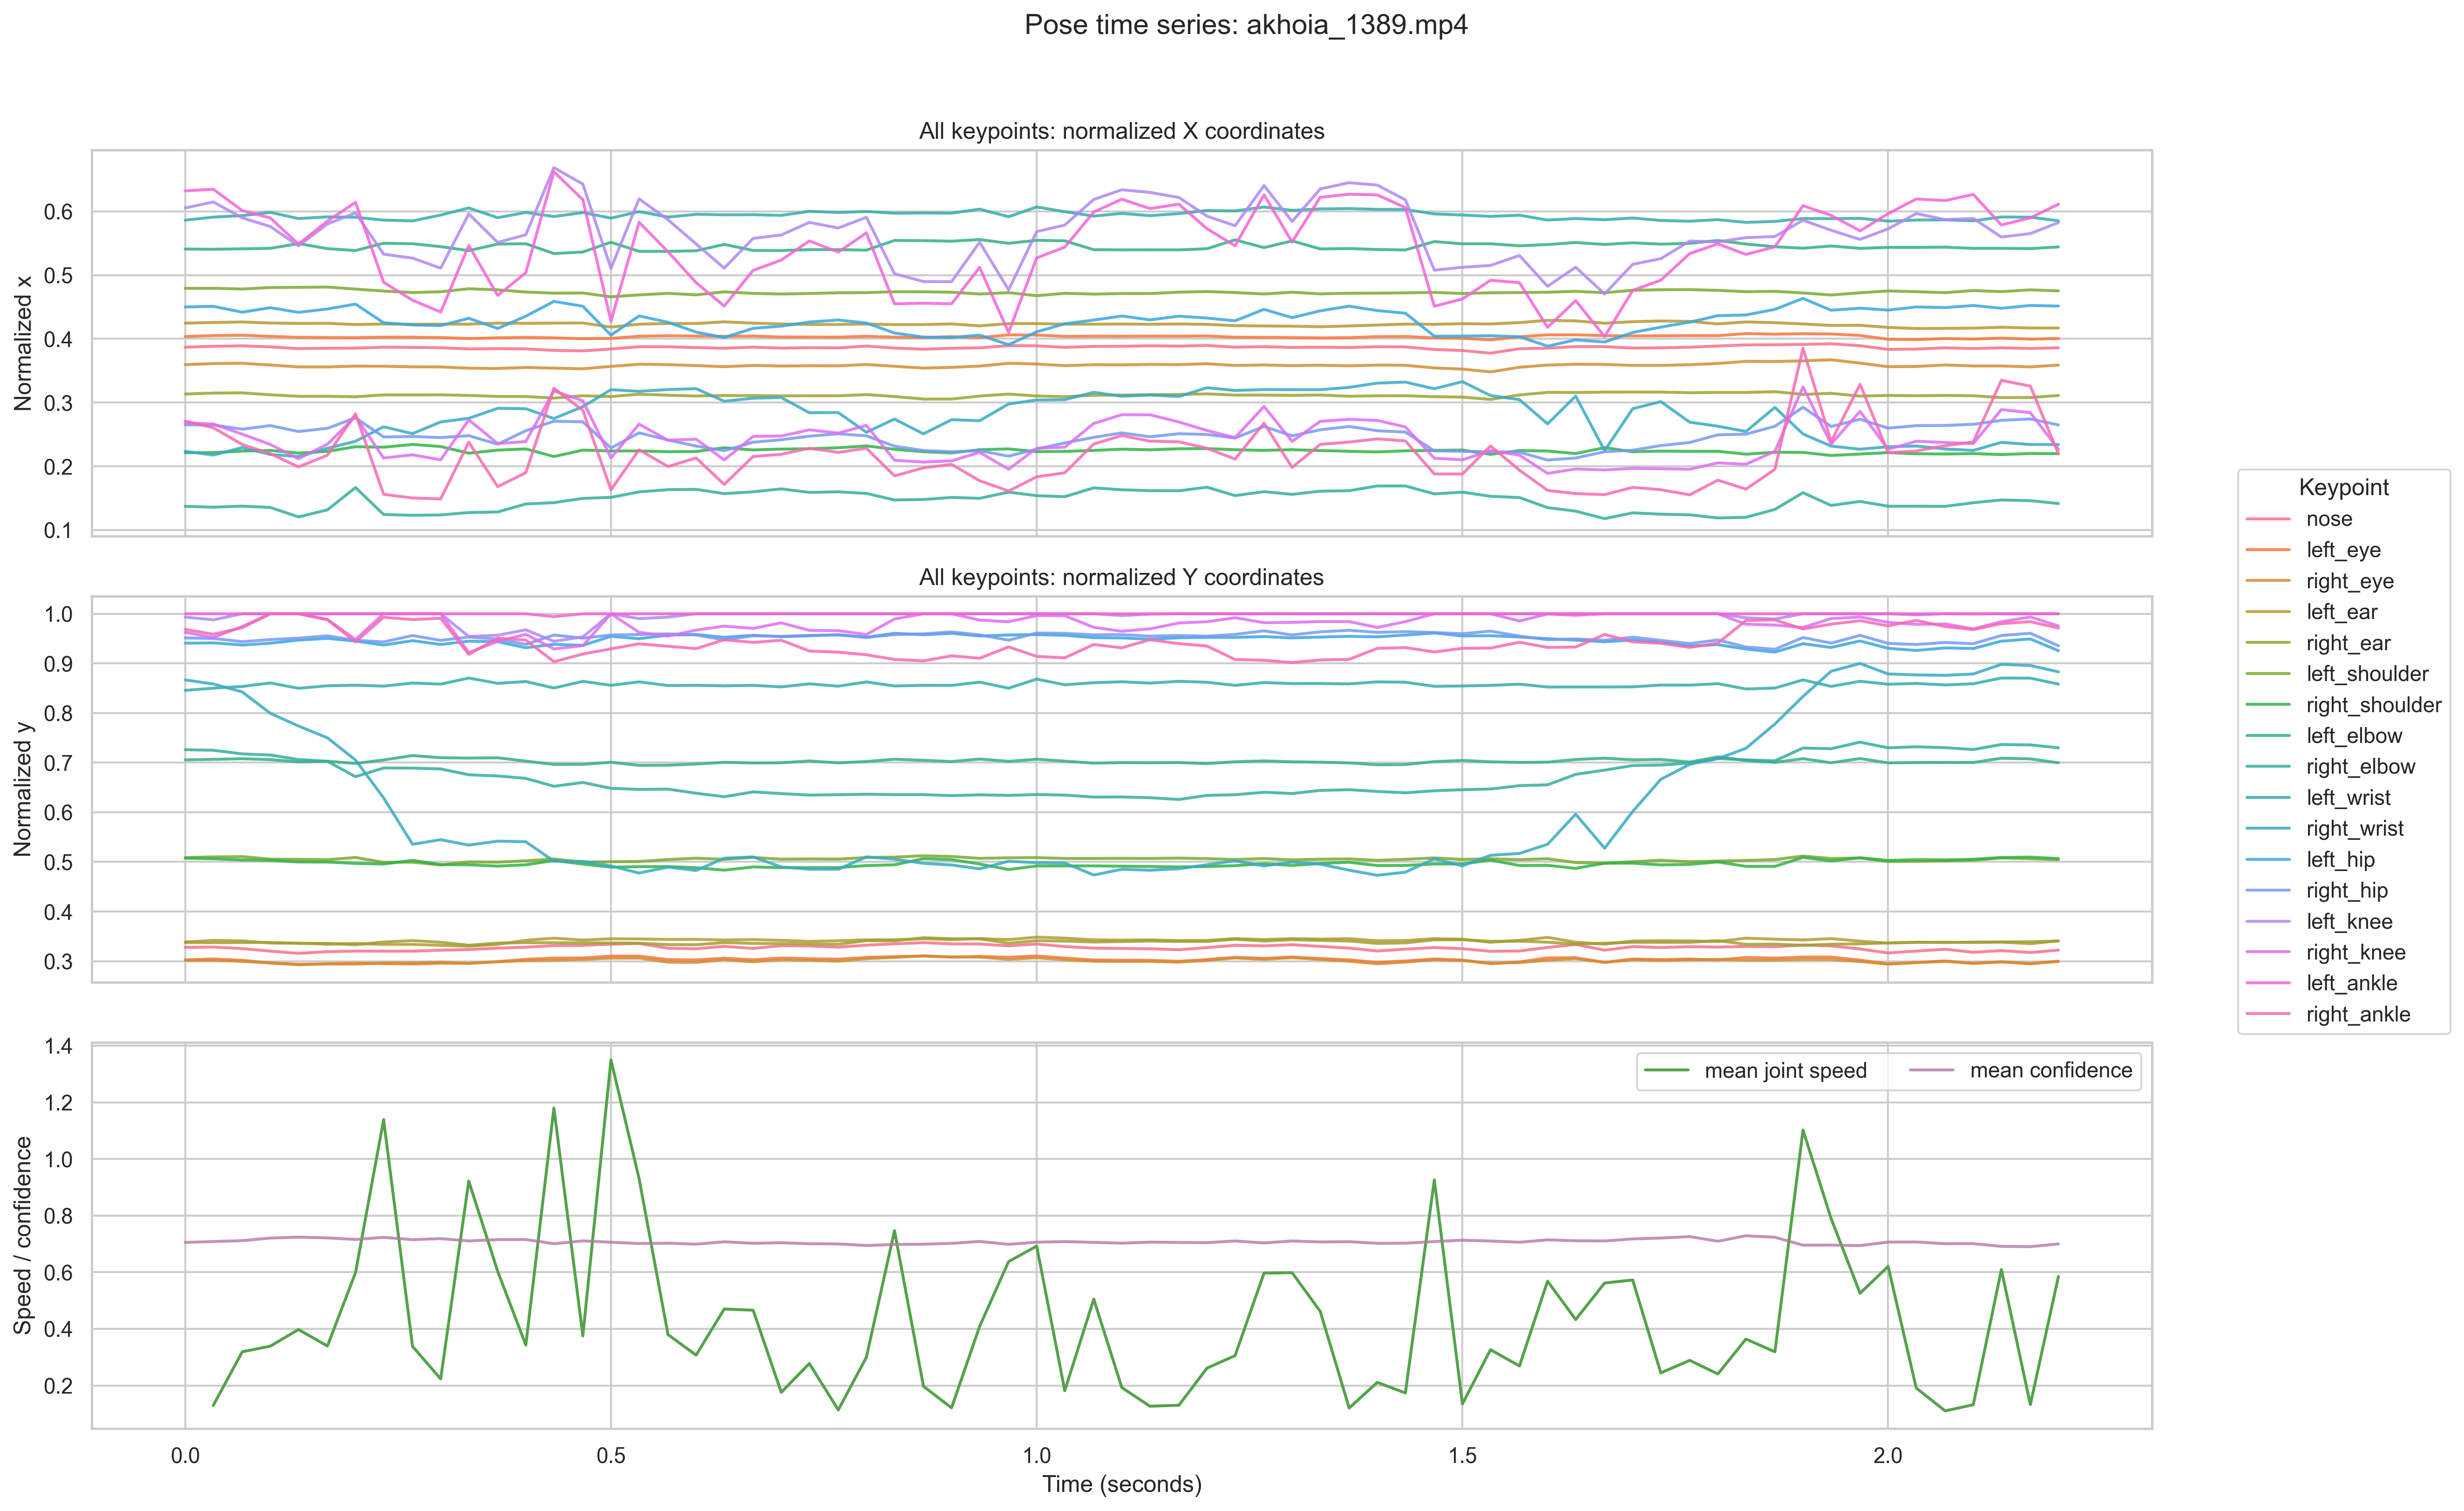 Pose time series: akhoia_1389.mp4
All keypoints: normalized X coordinates
Normalized x
0.6
0.5
0.4
0.3
0.2
0.1
All keypoints: normalized Y coordinates
Normalized y
1.0
0.9
0.8
0.7
0.6
0.5
0.4
0.3
Keypoint
nose
left_eye
right_eye
left_ear
right_ear
left_shoulder
right_shoulder
left_elbow
right_elbow
left_wrist
right_wrist
left_hip
right_hip
left_knee
right_knee
left_ankle
right_ankle
Speed / confidence
1.4
1.2
1.0
0.8
0.6
0.4
0.2
mean joint speed mean confidence
0.0 0.5 1.0 1.5 2.0
Time (seconds)